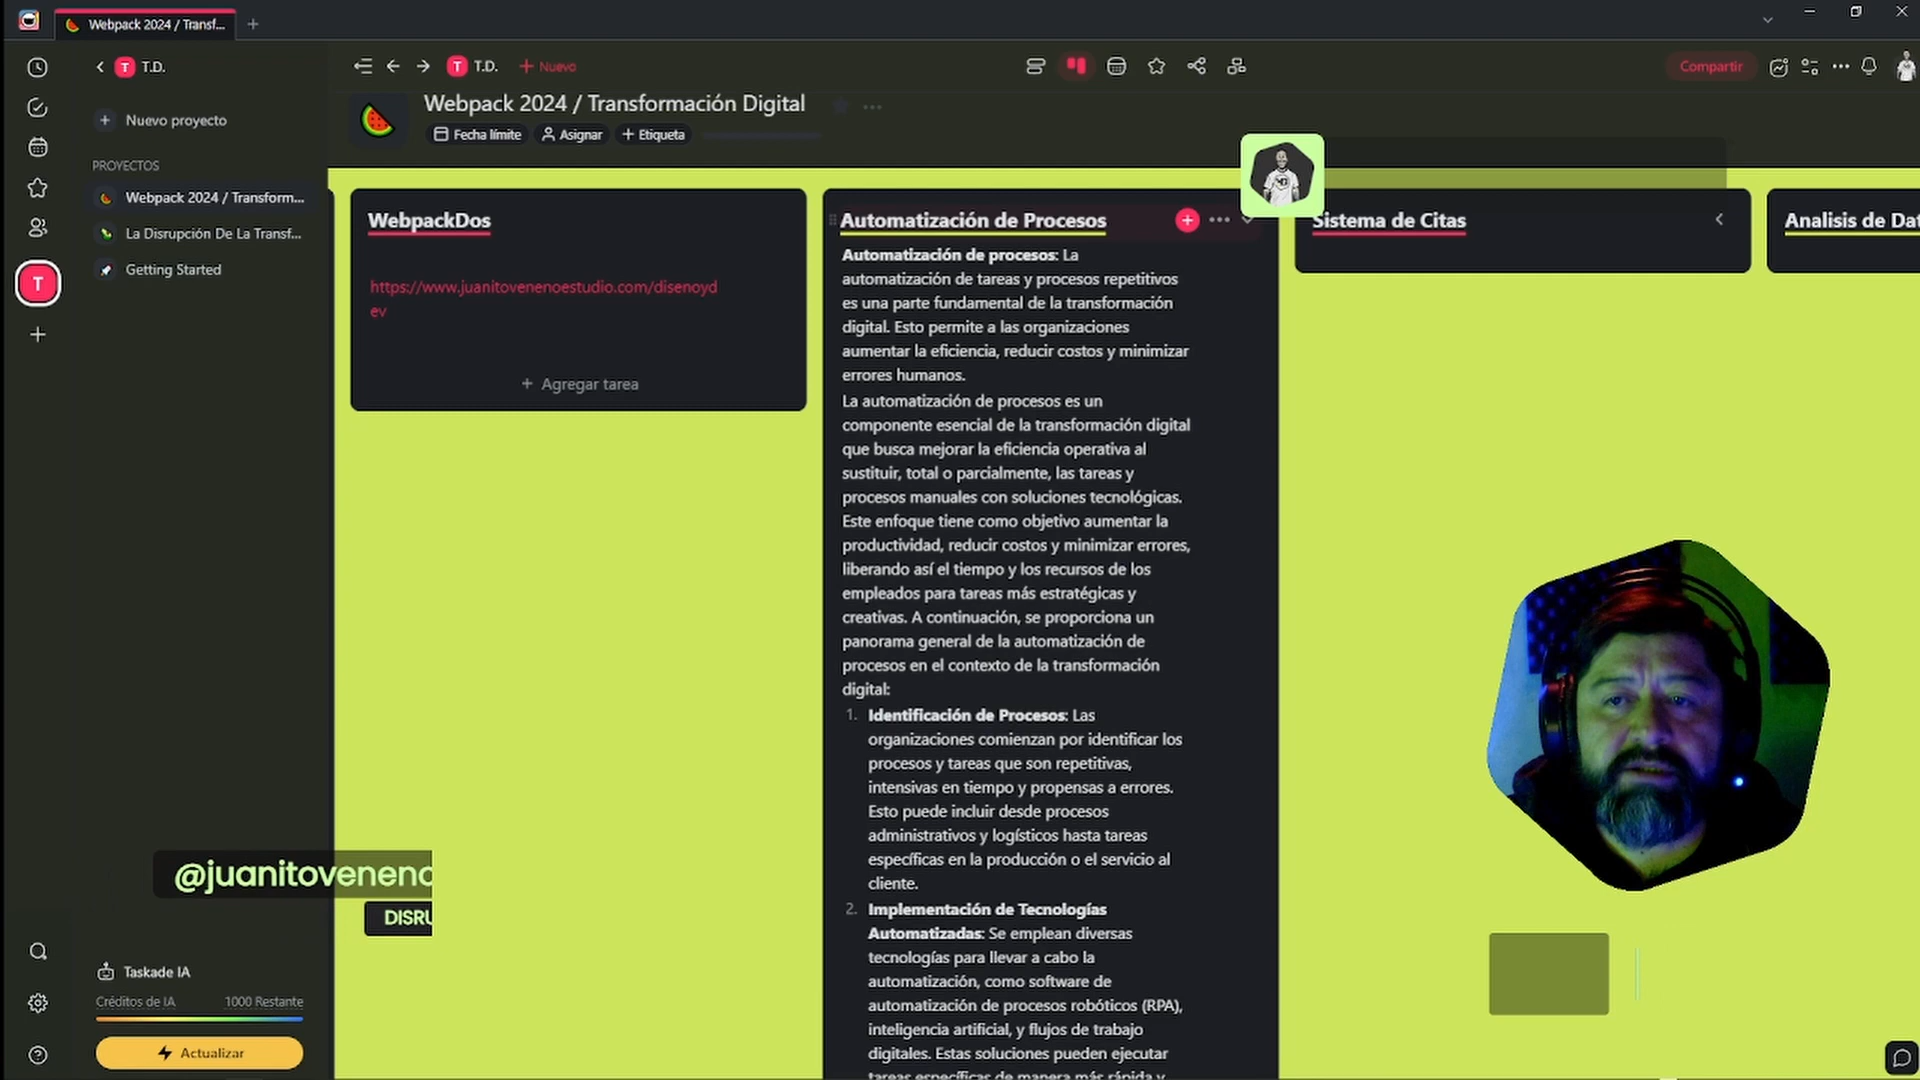 Webpack 2024 / Transf...
T T.D.
Nuevo proyecto
PROYECTOS
Webpack 2024 / Transform...
La Disrupción De La Transf...
Getting Started
T
T T.D.
Nuevo
Compartir
Webpack 2024 / Transformación Digital
Fecha límite
Asignar
+ Etiqueta
WebpackDos
https://www.juanitovenenoestudio.com/disenoyd
ev
+ Agregar tarea
Automatización de Procesos
Automatización de procesos: La
automatización de tareas y procesos repetitivos
es una parte fundamental de la transformación
digital. Esto permite a las organizaciones
aumentar la eficiencia, reducir costos y minimizar
errores humanos.
La automatización de procesos es un
componente esencial de la transformación digital
que busca mejorar la eficiencia operativa al
sustituir, total o parcialmente, las tareas y
procesos manuales con soluciones tecnológicas.
Este enfoque tiene como objetivo aumentar la
productividad, reducir costos y minimizar errores,
liberando así el tiempo y los recursos de los
empleados para tareas más estratégicas y
creativas. A continuación, se proporciona un
panorama general de la automatización de
procesos en el contexto de la transformación
digital:
1. Identificación de Procesos: Las
organizaciones comienzan por identificar los
procesos y tareas que son repetitivas,
intensivas en tiempo y propensas a errores.
Esto puede incluir desde procesos
administrativos y logísticos hasta tareas
específicas en la producción o el servicio al
cliente.
2. Implementación de Tecnologías
Automatizadas: Se emplean diversas
tecnologías para llevar a cabo la
automatización, como software de
automatización de procesos robóticos (RPA),
inteligencia artificial, y flujos de trabajo
digitales. Estas soluciones pueden ejecutar
tareas específicas de manera más rápida y
Sistema de Citas
Analisis de Dat
@juanitoveneno
DISRU
Taskade IA
Créditos de IA 1000 Restante
Actualizar